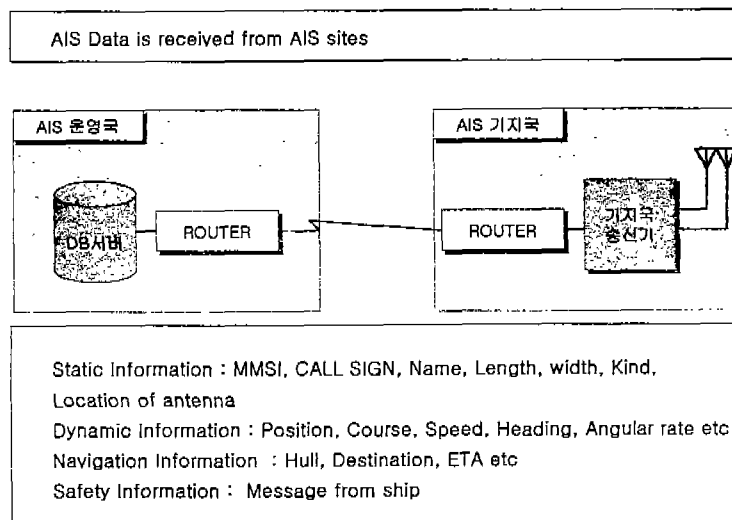 AIS Data is received from AIS sites
AIS 운영국
AIS 기지국
DB서버
ROUTER
ROUTER
기지국
송신기
Static Information : MMSI, CALL SIGN, Name, Length, width, Kind,
Location of antenna
Dynamic Information : Position, Course, Speed, Heading, Angular rate etc
Navigation Information : Hull, Destination, ETA etc
Safety Information : Message from ship